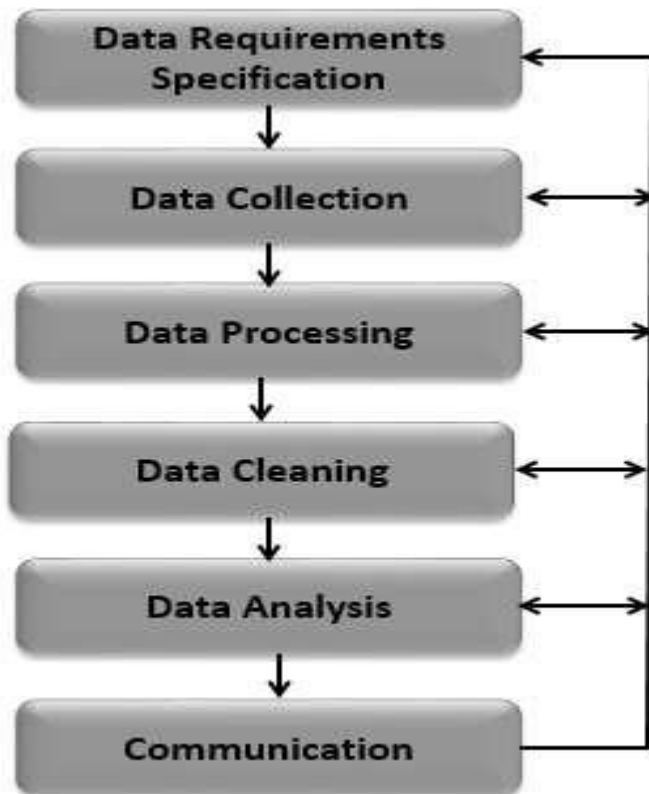 Data Requirements
Specification
Data Collection
Data Processing
Data Cleaning
Data Analysis
Communication